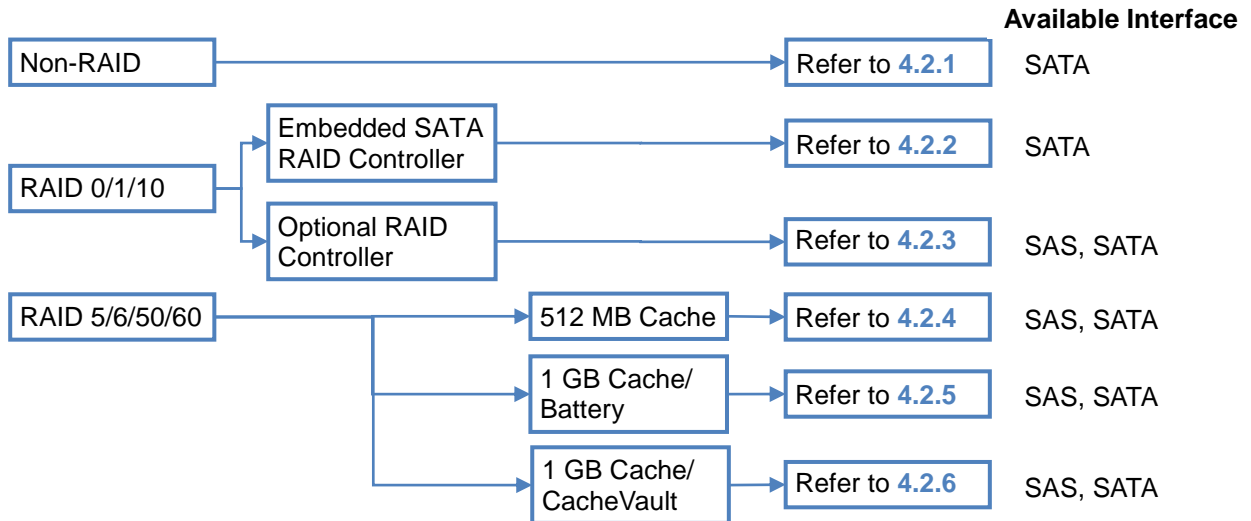 Available Interface
Non-RAID
Refer to 4.2.1
SATA
Embedded SATA
RAID Controller
Refer to 4.2.2
SATA
RAID 0/1/10
Optional RAID
Controller
Refer to 4.2.3
SAS, SATA
RAID 5/6/50/60
512 MB Cache
Refer to 4.2.4
SAS, SATA
1 GB Cache/
Battery
Refer to 4.2.5
SAS, SATA
1 GB Cache/
CacheVault
Refer to 4.2.6
SAS, SATA